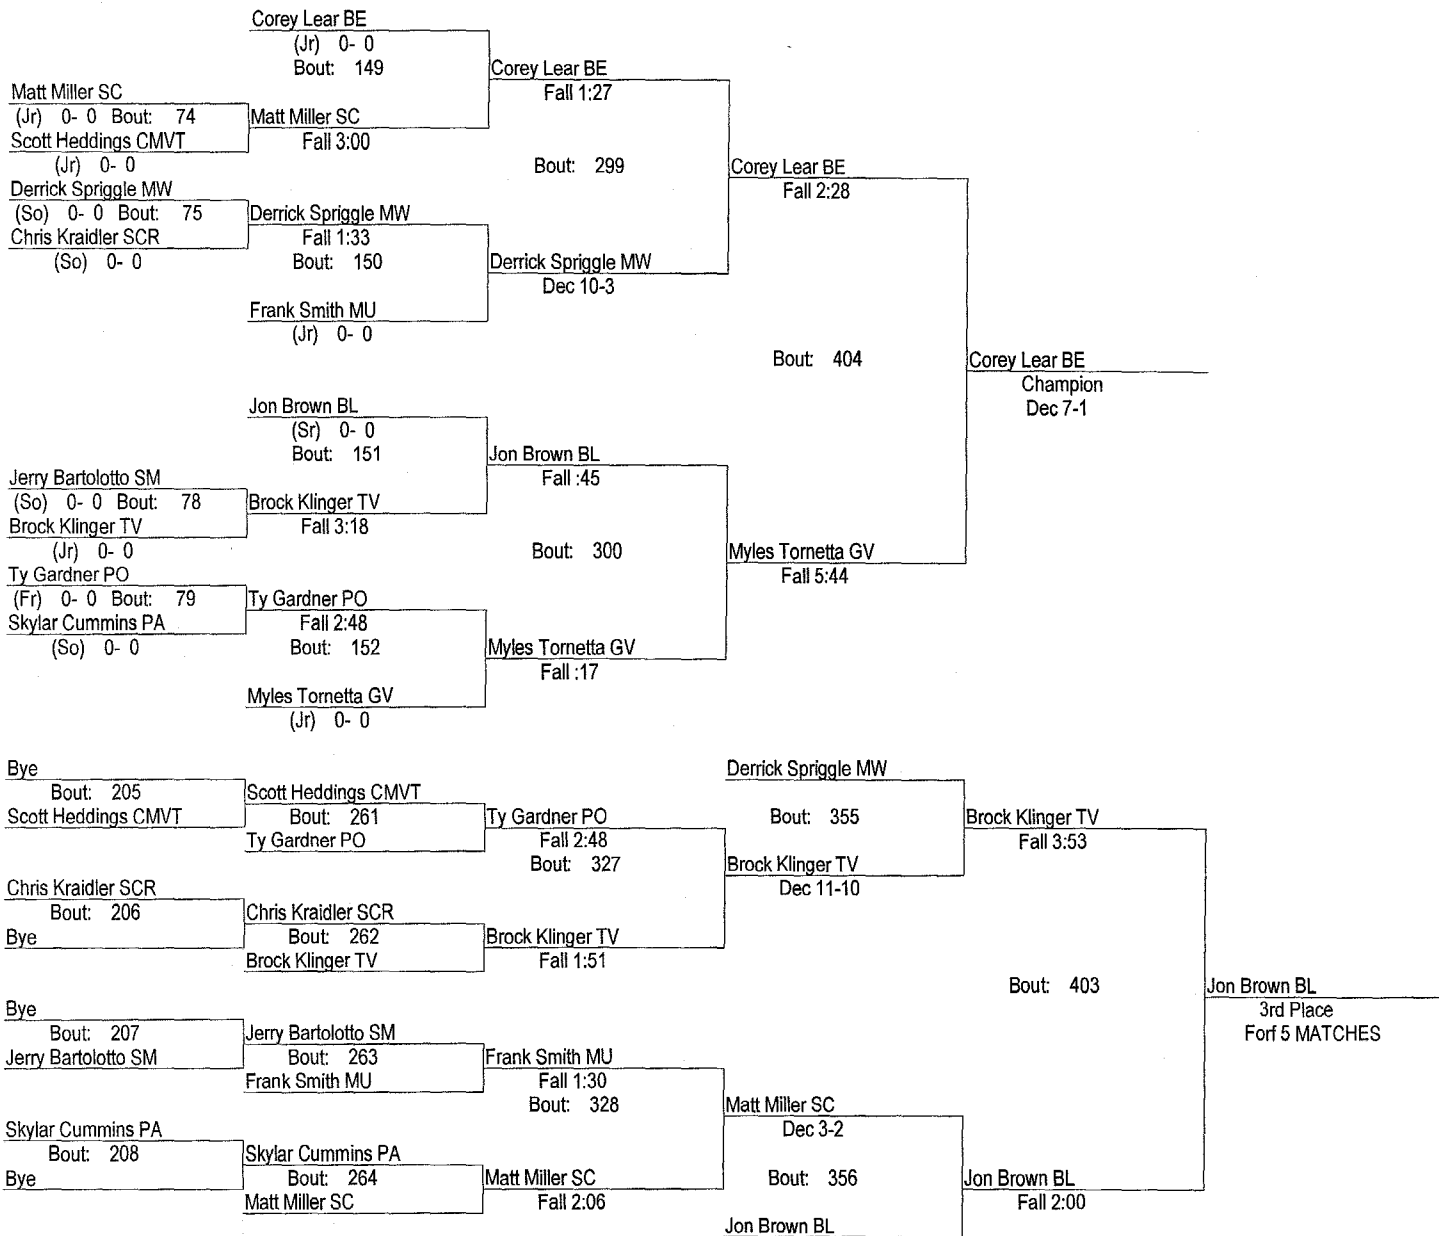 Corey Lear BE
(Jr) 0- 0
Bout: 149
Corey Lear BE
Fall 1:27
Matt Miller SC
(Jr) 0- 0 Bout: 74
Matt Miller SC
Fall 3:00
Scott Heddings CMVT
(Jr) 0- 0
Bout: 299
Corey Lear BE
Fall 2:28
Derrick Spriggle MW
(So) 0- 0 Bout: 75
Derrick Spriggle MW
Fall 1:33
Bout: 150
Chris Kraidler SCR
(So) 0- 0
Derrick Spriggle MW
Dec 10-3
Frank Smith MU
(Jr) 0- 0
Bout: 404
Corey Lear BE
Champion
Dec 7-1
Jon Brown BL
(Sr) 0- 0
Bout: 151
Jon Brown BL
Fall :45
Jerry Bartolotto SM
(So) 0- 0 Bout: 78
Brock Klinger TV
Fall 3:18
Brock Klinger TV
(Jr) 0- 0
Bout: 300
Myles Tornetta GV
Fall 5:44
Ty Gardner PO
(Fr) 0- 0 Bout: 79
Ty Gardner PO
Fall 2:48
Bout: 152
Skylar Cummins PA
(So) 0- 0
Myles Tornetta GV
Fall :17
Myles Tornetta GV
(Jr) 0- 0
Bye
Bout: 205
Scott Heddings CMVT
Scott Heddings CMVT
Bout: 261
Ty Gardner PO
Ty Gardner PO
Fall 2:48
Bout: 327
Derrick Spriggle MW
Bout: 355
Brock Klinger TV
Dec 11-10
Brock Klinger TV
Fall 3:53
Chris Kraidler SCR
Bout: 206
Bye
Chris Kraidler SCR
Bout: 262
Brock Klinger TV
Brock Klinger TV
Fall 1:51
Bout: 403
Jon Brown BL
3rd Place
Forf 5 MATCHES
Bye
Bout: 207
Jerry Bartolotto SM
Jerry Bartolotto SM
Bout: 263
Frank Smith MU
Frank Smith MU
Fall 1:30
Bout: 328
Matt Miller SC
Dec 3-2
Skylar Cummins PA
Bout: 208
Bye
Skylar Cummins PA
Bout: 264
Matt Miller SC
Matt Miller SC
Fall 2:06
Bout: 356
Jon Brown BL
Fall 2:00
Jon Brown BL